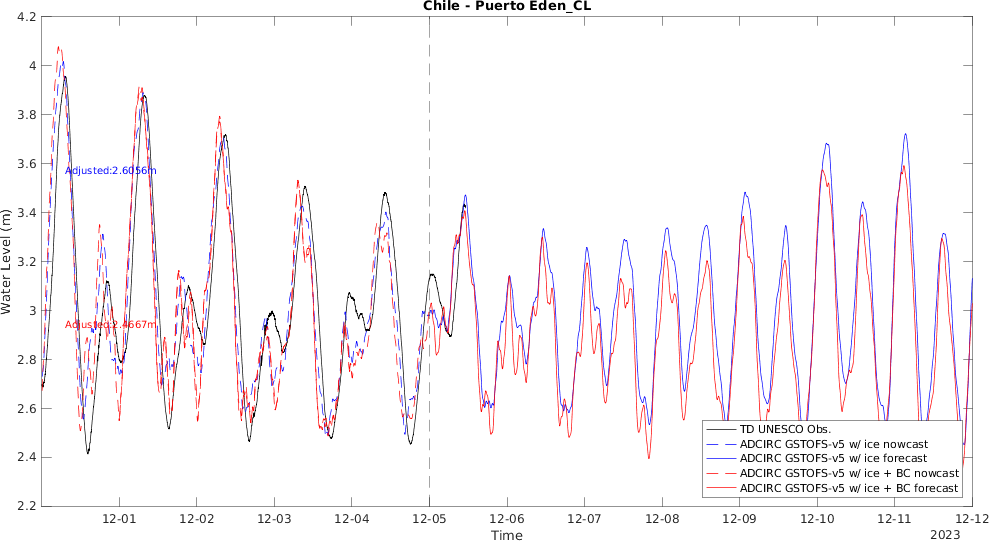 Chile - Puerto Eden_CL
4.2
4
3.8
3.6
3.4
3.2
3
2.8
2.6
2.4
2.2
Water Level (m)
Adjusted:2.6056m
Adjusted:2.4667m
TD UNESCO Obs.
ADCIRC GSTOFS-v5 w/ ice nowcast
ADCIRC GSTOFS-v5 w/ ice forecast
ADCIRC GSTOFS-v5 w/ ice + BC nowcast
ADCIRC GSTOFS-v5 w/ ice + BC forecast
12-01 12-02 12-03 12-04 12-05 12-06 12-07 12-08 12-09 12-10 12-11 12-12
Time
2023